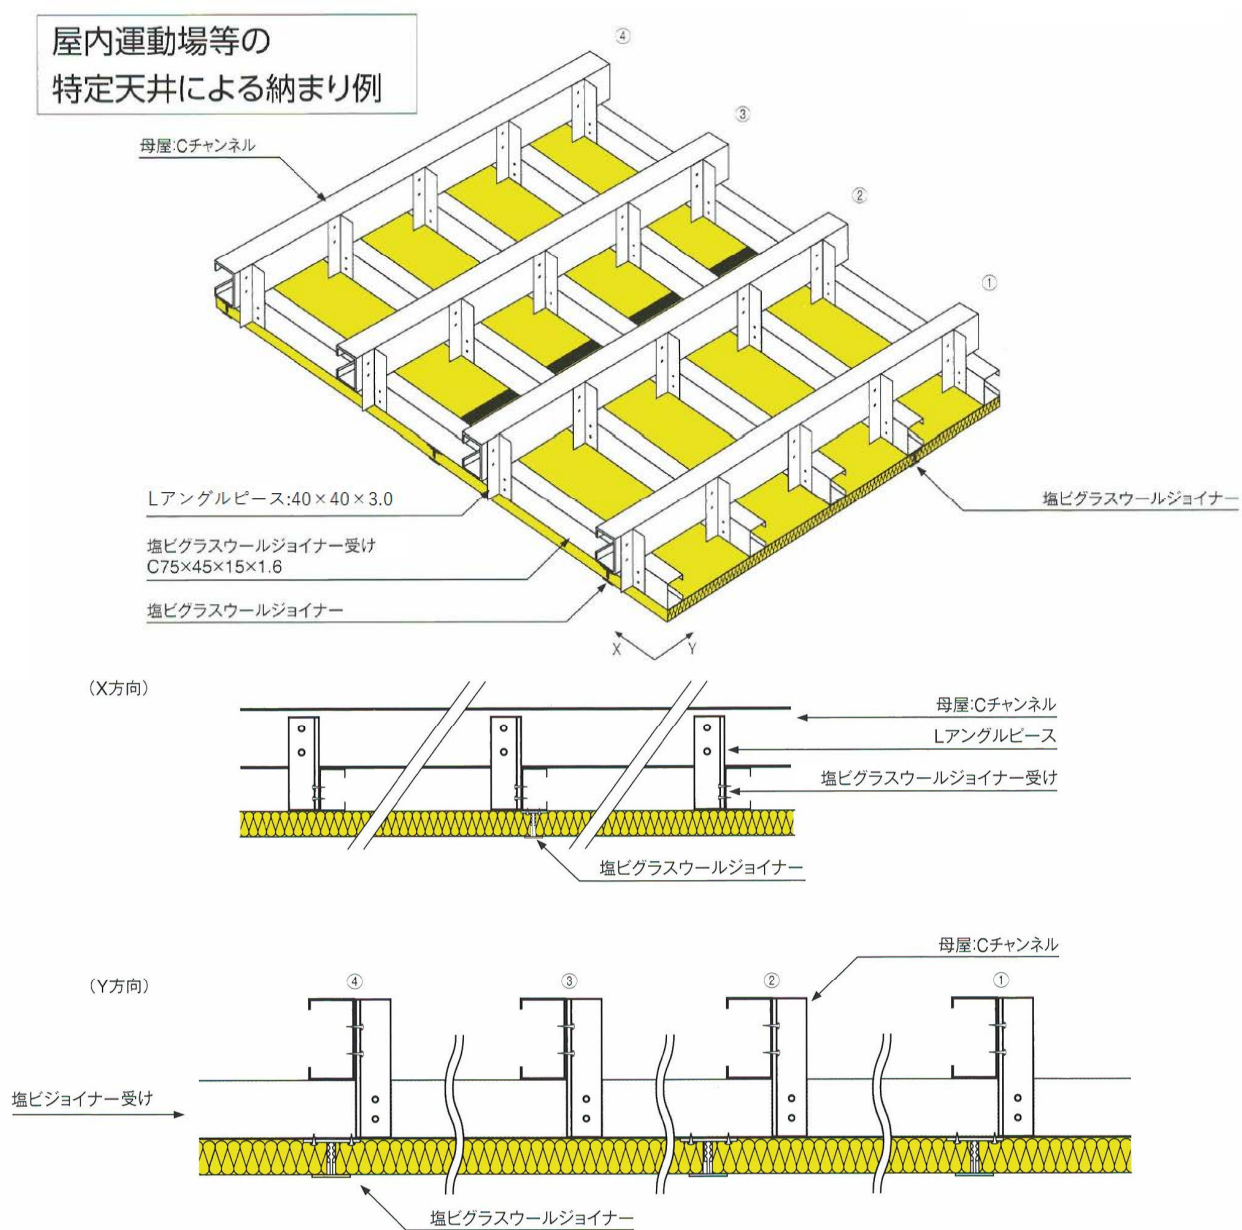 屋内運動場等の
特定天井による納まり例
④
③
②
①
母屋:Cチャンネル
Lアングルピース:40×40×3.0
塩ビグラスウールジョイナー受け
C75×45×15×1.6
塩ビグラスウールジョイナー
塩ビグラスウールジョイナー
X
Y
(X方向)
母屋:Cチャンネル
Lアングルピース
塩ビグラスウールジョイナー受け
塩ビグラスウールジョイナー
(Y方向)
母屋:Cチャンネル
④
③
②
①
塩ビジョイナー受け
塩ビグラスウールジョイナー